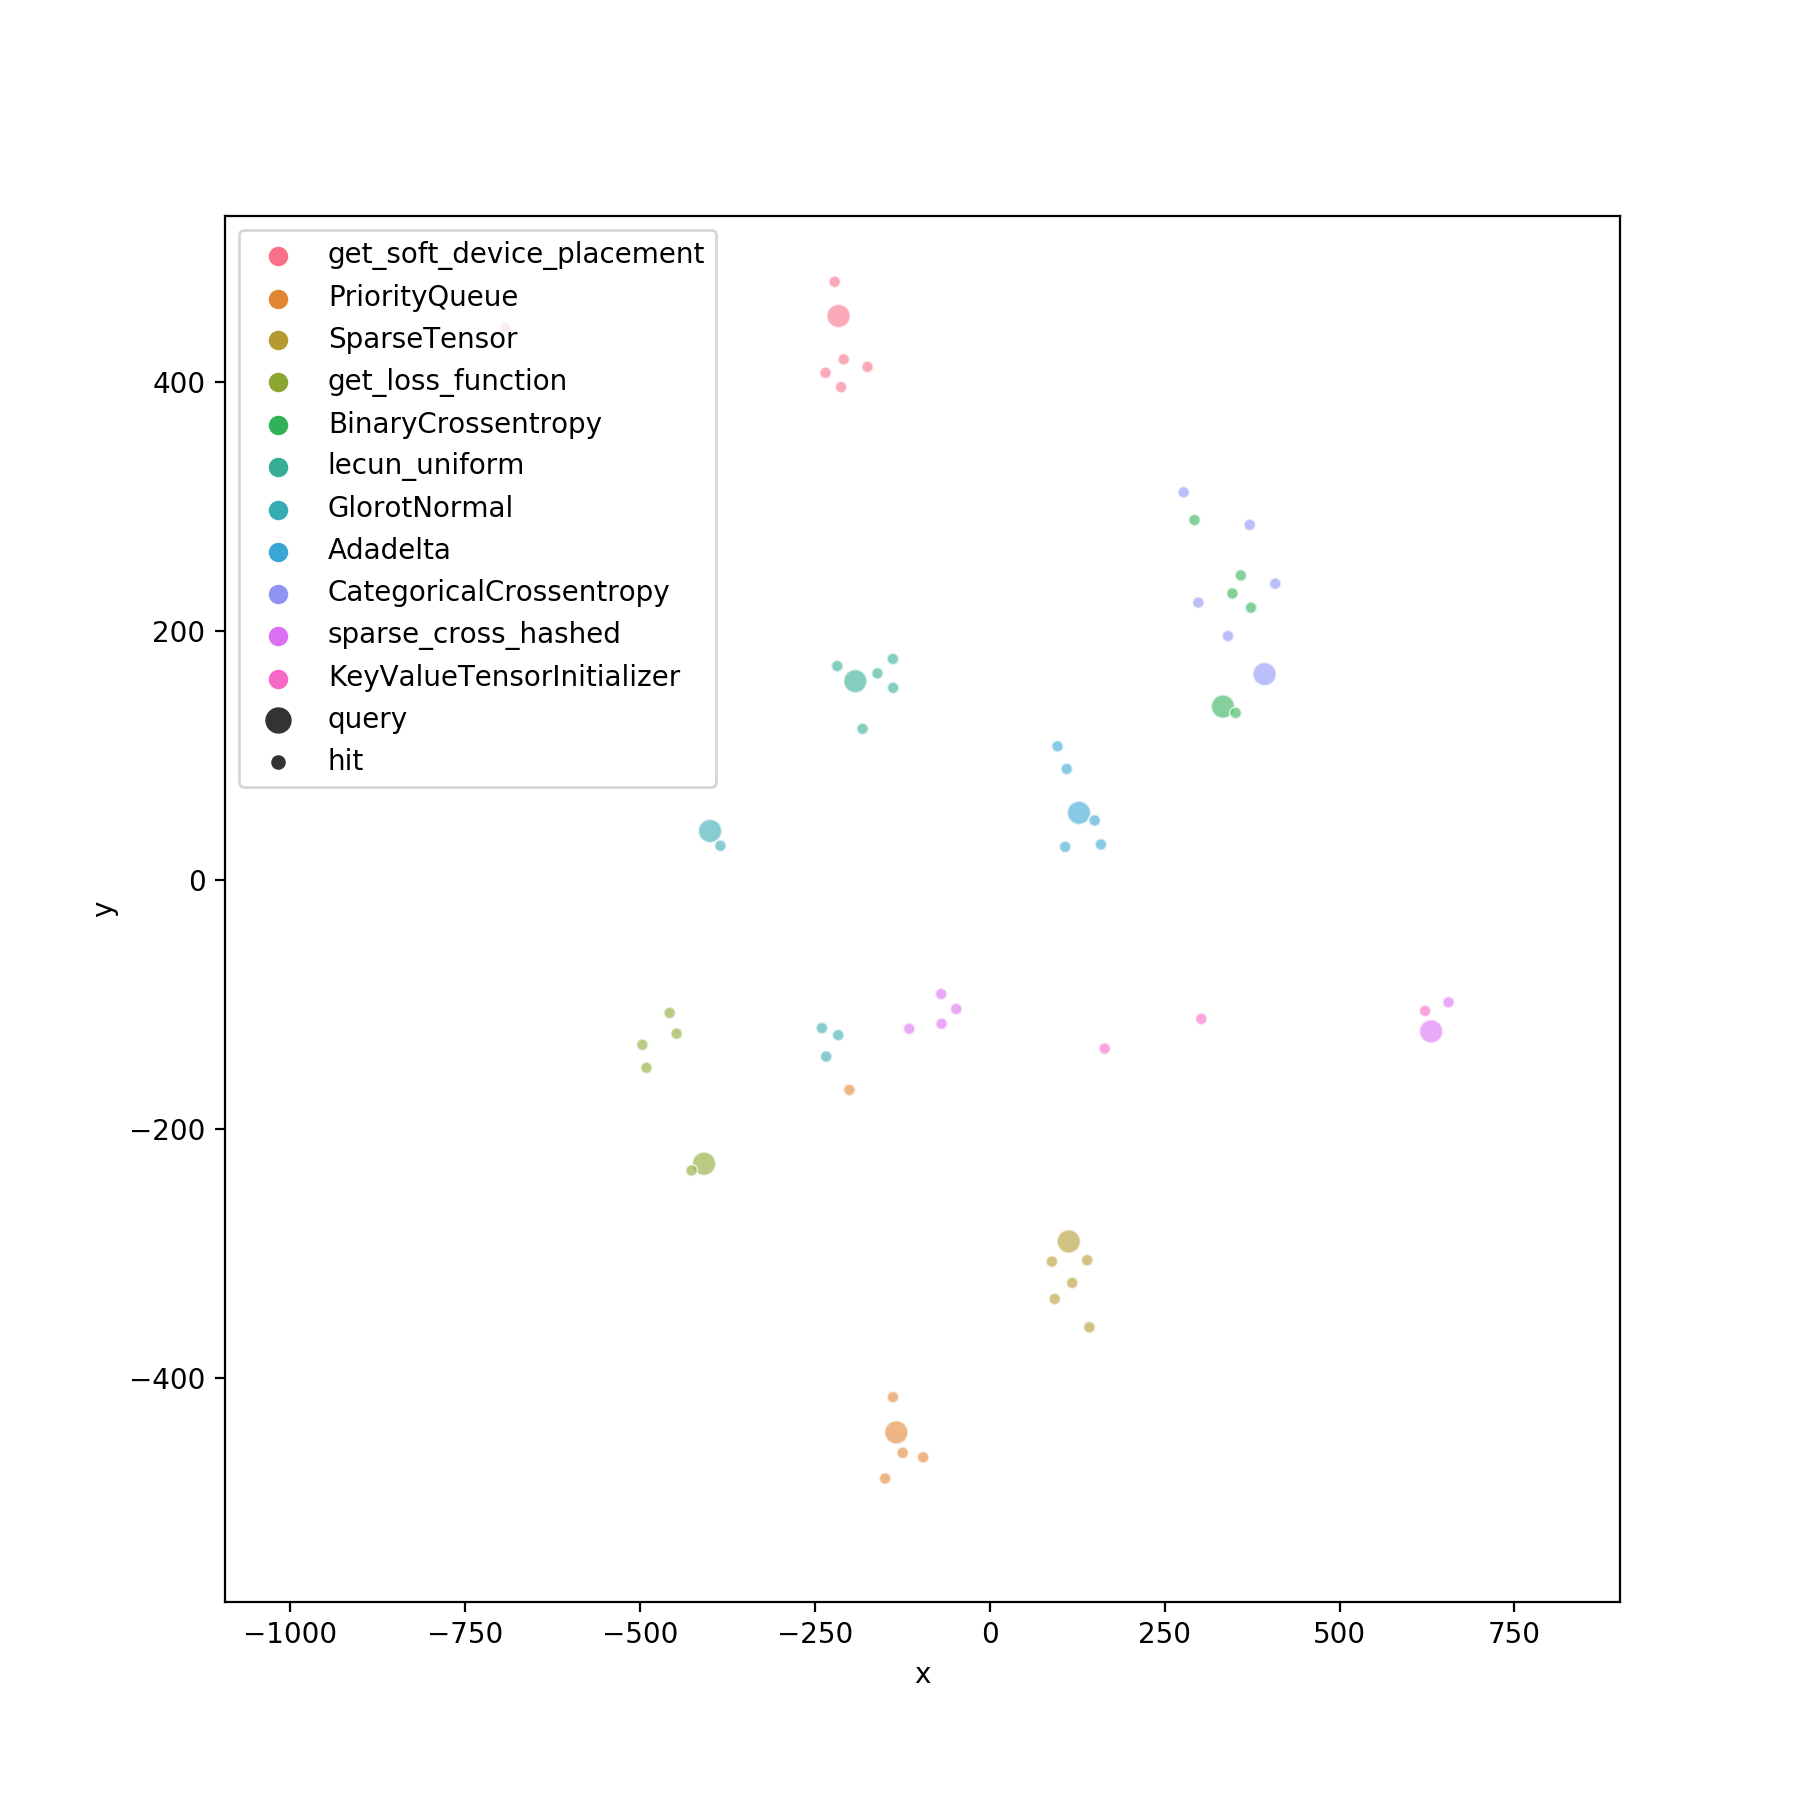 get_soft_device_placement
PriorityQueue
SparseTensor
get_loss_function
BinaryCrossentropy
lecun_uniform
GlorotNormal
Adadelta
CategoricalCrossentropy
sparse_cross_hashed
KeyValueTensorInitializer
query
hit
400
200
0
−200
−400
y
−1000 −750 −500 −250 0 250 500 750
x